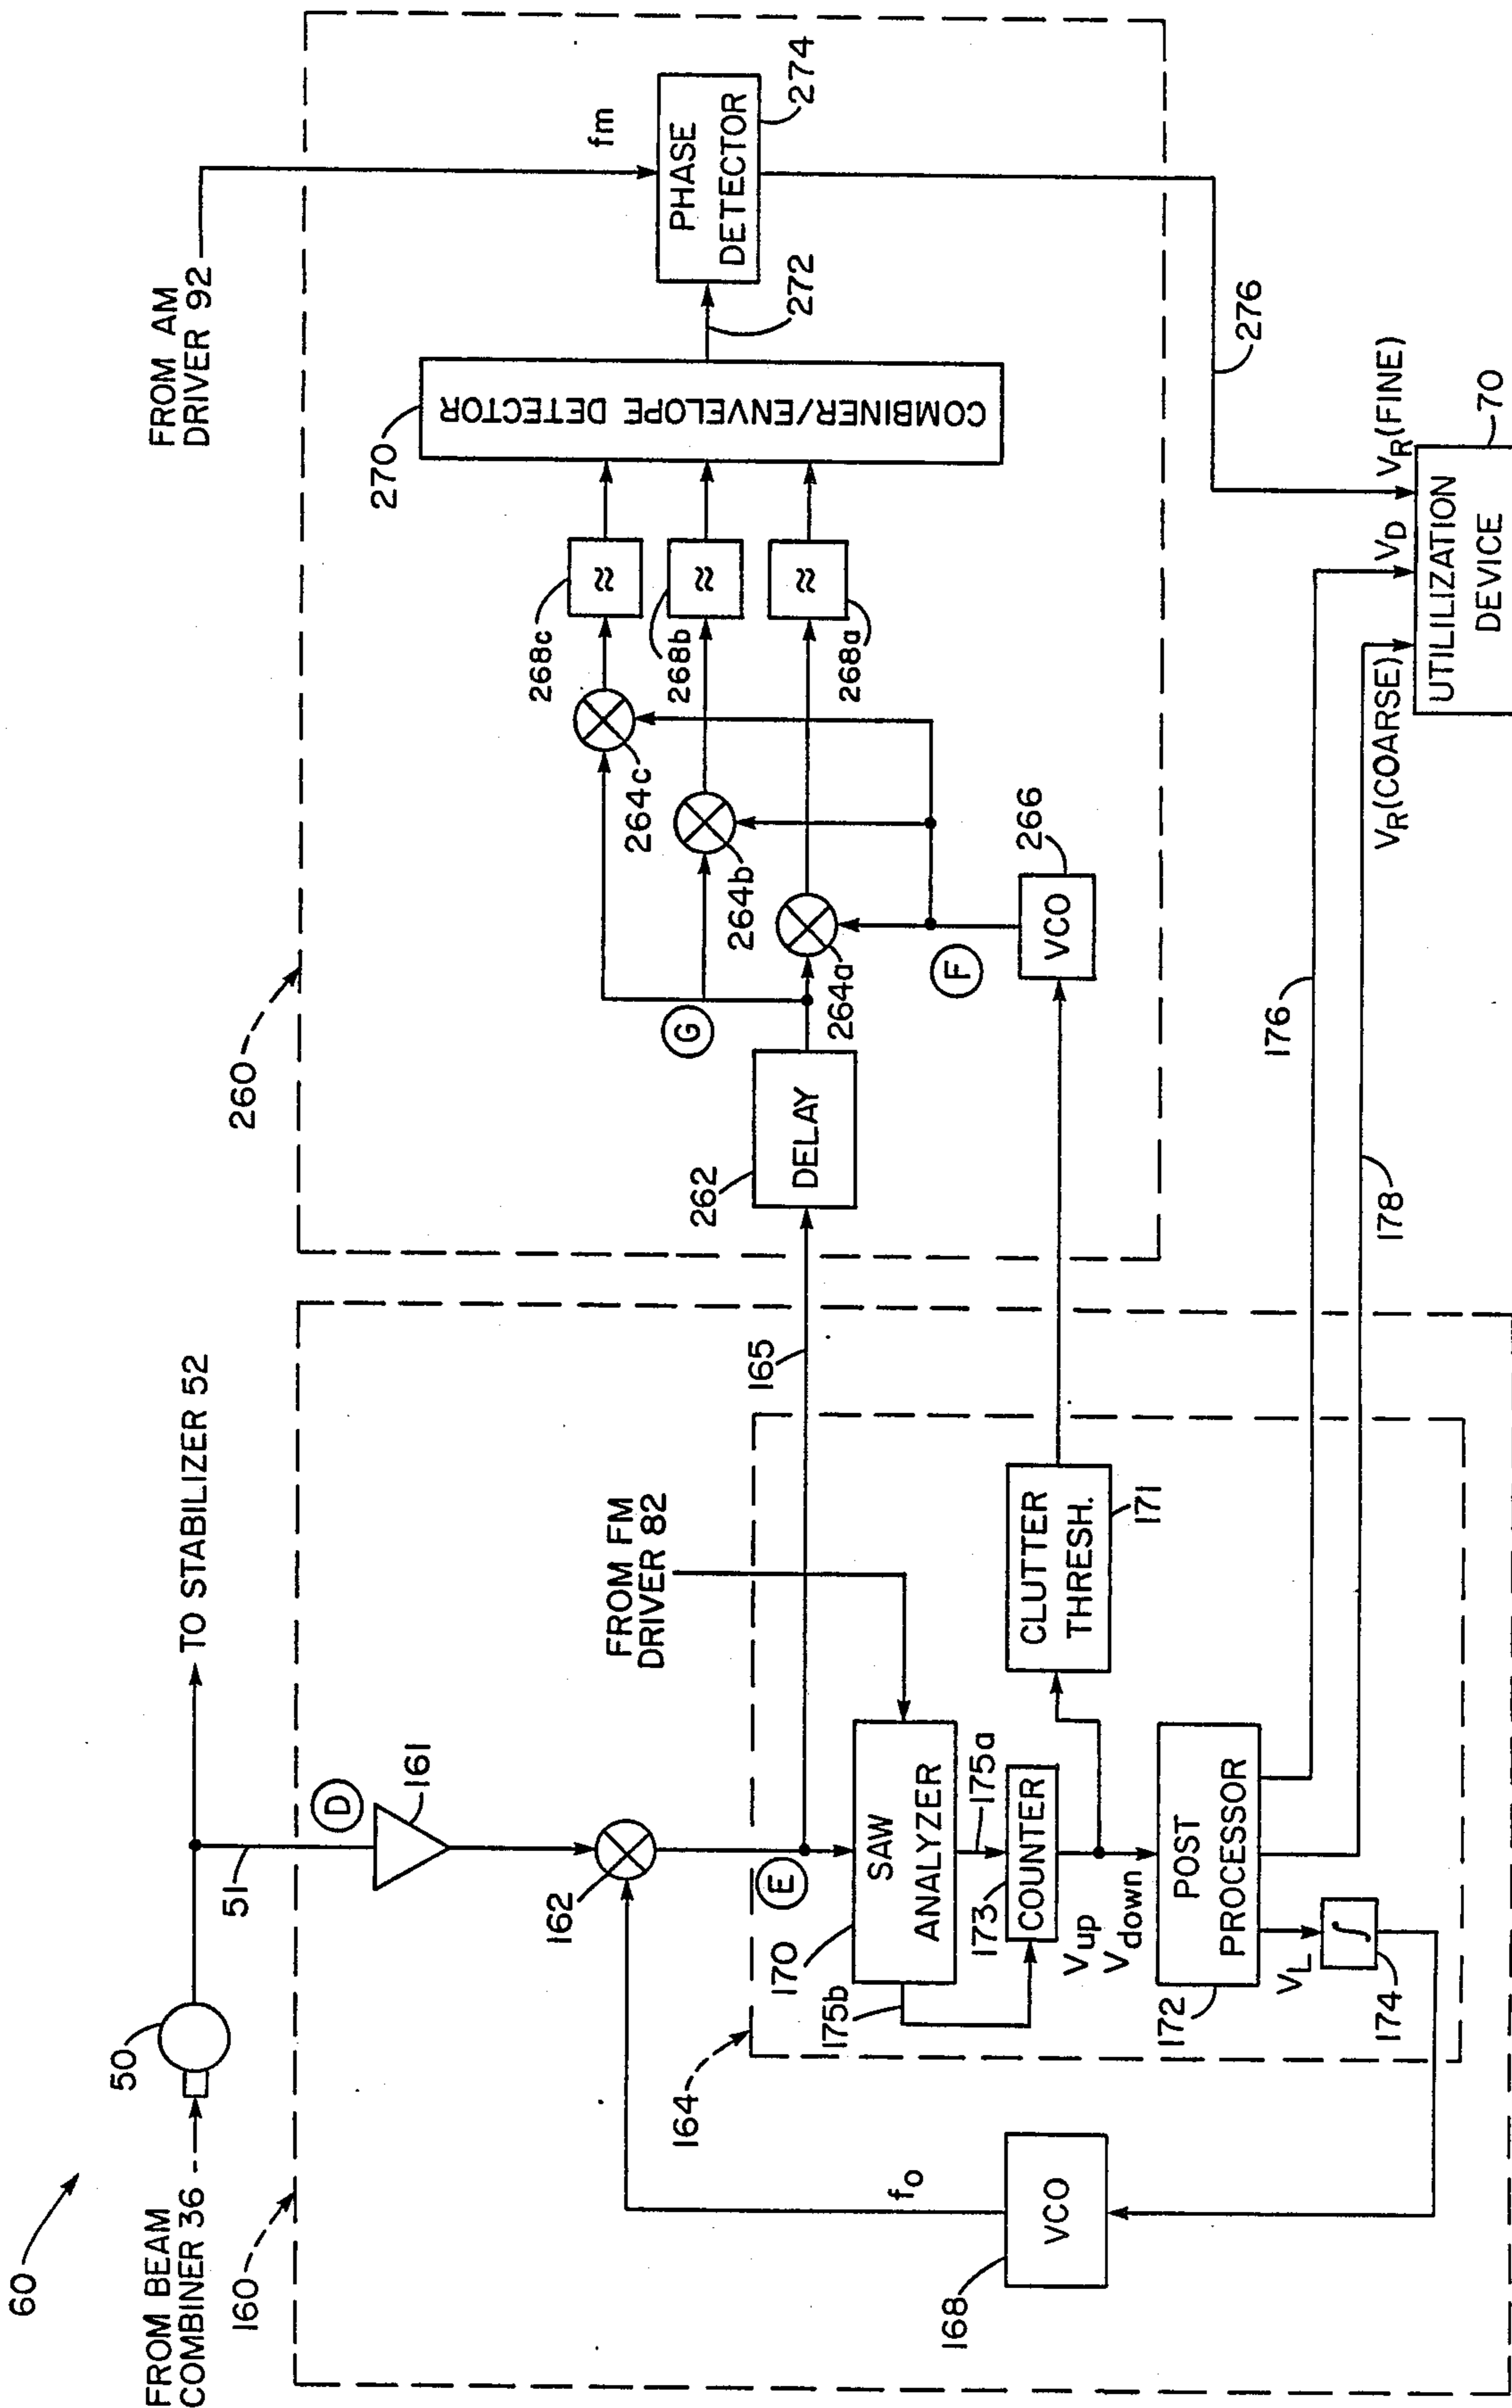 60
FROM BEAM
COMBINER 36
50
51
TO STABILIZER 52
160
D
161
162
168
VCO
fo
E
164
170
SAW
ANALYZER
FROM FM
DRIVER 82
175b
175a
173
COUNTER
Vup
Vdown
CLUTTER
THRESH.
171
172
POST
PROCESSOR
VL
∫
174
165
260
262
DELAY
G
264a
264b
264c
F
VCO
266
268c
268b
268a
≈
≈
≈
270
COMBINER/ENVELOPE DETECTOR
272
FROM AM
DRIVER 92
fm
PHASE
DETECTOR
274
276
176
178
VR(COARSE)
VD
VR(FINE)
UTILILIZATION
DEVICE
70